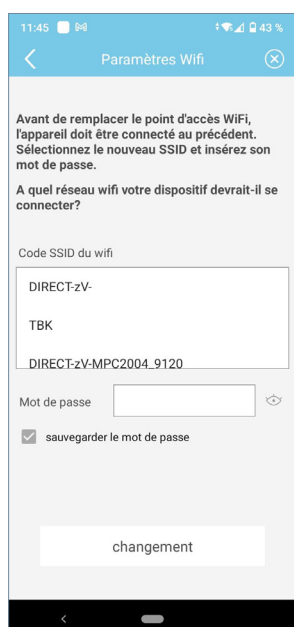 11:45 43 %
Paramètres Wifi
Avant de remplacer le point d'accès WiFi,
l'appareil doit être connecté au précédent.
Sélectionnez le nouveau SSID et insérez son
mot de passe.
A quel réseau wifi votre dispositif devrait-il se
connecter?
Code SSID du wifi
DIRECT-zV-
TBK
DIRECT-zV-MPC2004_9120
Mot de passe
sauvegarder le mot de passe
changement